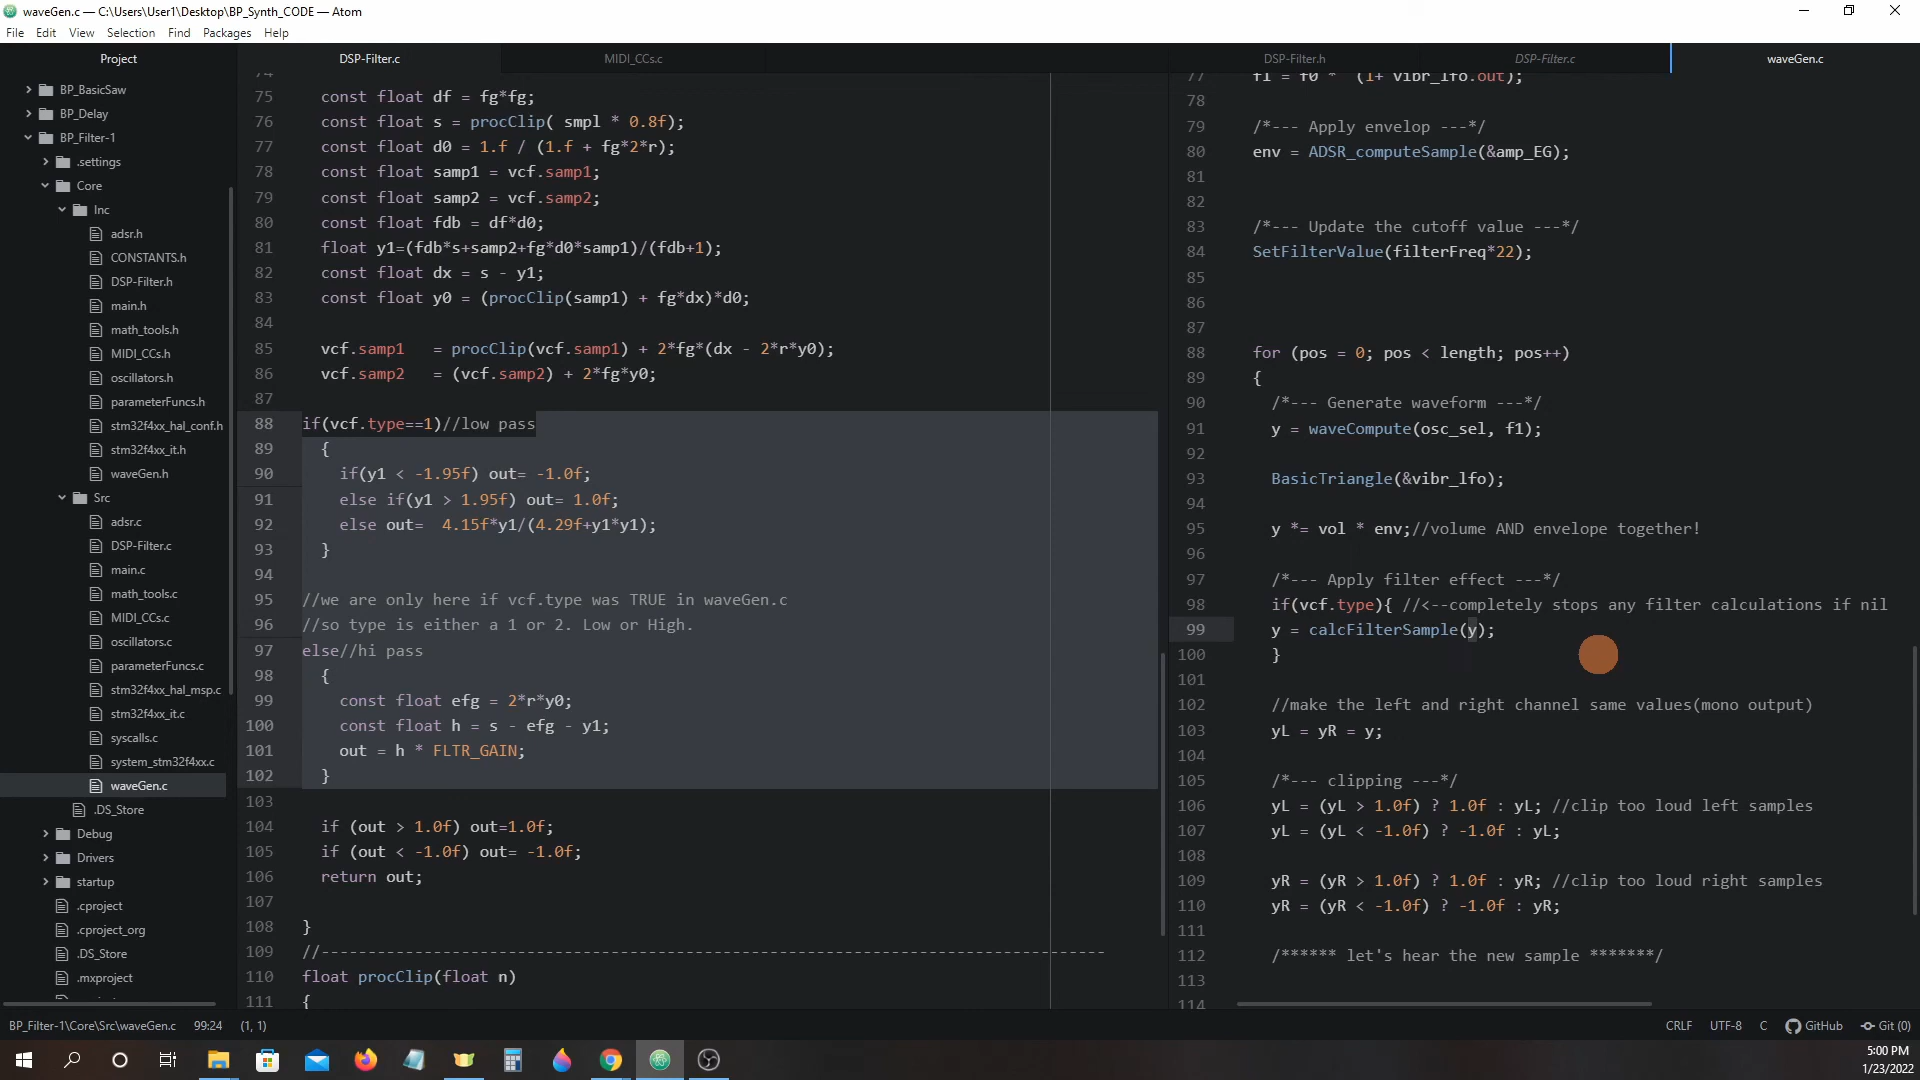 waveGen.c — C:\Users\User1\Desktop\BP_Synth_CODE — Atom
File Edit View Selection Find Packages Help
Project
BP_BasicSaw
BP_Delay
BP_Filter-1
.settings
Core
Inc
adsr.h
CONSTANTS.h
DSP-Filter.h
main.h
math_tools.h
MIDI_CCs.h
oscillators.h
parameterFuncs.h
stm32f4xx_hal_conf.h
stm32f4xx_it.h
waveGen.h
Src
adsr.c
DSP-Filter.c
main.c
math_tools.c
MIDI_CCs.c
oscillators.c
parameterFuncs.c
stm32f4xx_hal_msp.c
stm32f4xx_it.c
syscalls.c
system_stm32f4xx.c
waveGen.c
.DS_Store
Debug
Drivers
startup
.cproject
.cproject_org
.DS_Store
.mxproject
DSP-Filter.c MIDI_CCs.c
74
75 const float df = fg*fg;
76 const float s = procClip( smpl * 0.8f);
77 const float d0 = 1.f / (1.f + fg*2*r);
78 const float samp1 = vcf.samp1;
79 const float samp2 = vcf.samp2;
80 const float fdb = df*d0;
81 float y1=(fdb*s+samp2+fg*d0*samp1)/(fdb+1);
82 const float dx = s - y1;
83 const float y0 = (procClip(samp1) + fg*dx)*d0;
84
85 vcf.samp1 = procClip(vcf.samp1) + 2*fg*(dx - 2*r*y0);
86 vcf.samp2 = (vcf.samp2) + 2*fg*y0;
87
88 if(vcf.type==1)//low pass
89 {
90 if(y1 < -1.95f) out= -1.0f;
91 else if(y1 > 1.95f) out= 1.0f;
92 else out= 4.15f*y1/(4.29f+y1*y1);
93 }
94
95 //we are only here if vcf.type was TRUE in waveGen.c
96 //so type is either a 1 or 2. Low or High.
97 else//hi pass
98 {
99 const float efg = 2*r*y0;
100 const float h = s - efg - y1;
101 out = h * FLTR_GAIN;
102 }
103
104 if (out > 1.0f) out=1.0f;
105 if (out < -1.0f) out= -1.0f;
106 return out;
107
108 }
109 //------------------------------------------------------------------------------------
110 float procClip(float n)
111 {
DSP-Filter.h DSP-Filter.c waveGen.c
77 f1 = f0 * (1+ vibr_lfo.out);
78
79 /*--- Apply envelop ---*/
80 env = ADSR_computeSample(&amp_EG);
81
82
83 /*--- Update the cutoff value ---*/
84 SetFilterValue(filterFreq*22);
85
86
87
88 for (pos = 0; pos < length; pos++)
89 {
90 /*--- Generate waveform ---*/
91 y = waveCompute(osc_sel, f1);
92
93 BasicTriangle(&vibr_lfo);
94
95 y *= vol * env;//volume AND envelope together!
96
97 /*--- Apply filter effect ---*/
98 if(vcf.type){ //<--completely stops any filter calculations if nil
99 y = calcFilterSample(y);
100 }
101
102 //make the left and right channel same values(mono output)
103 yL = yR = y;
104
105 /*--- clipping ---*/
106 yL = (yL > 1.0f) ? 1.0f : yL; //clip too loud left samples
107 yL = (yL < -1.0f) ? -1.0f : yL;
108
109 yR = (yR > 1.0f) ? 1.0f : yR; //clip too loud right samples
110 yR = (yR < -1.0f) ? -1.0f : yR;
111
112 /****** let's hear the new sample *******/
113
114
BP_Filter-1\Core\Src\waveGen.c 99:24 (1, 1) CRLF UTF-8 C GitHub Git (0)
5:00 PM
1/23/2022